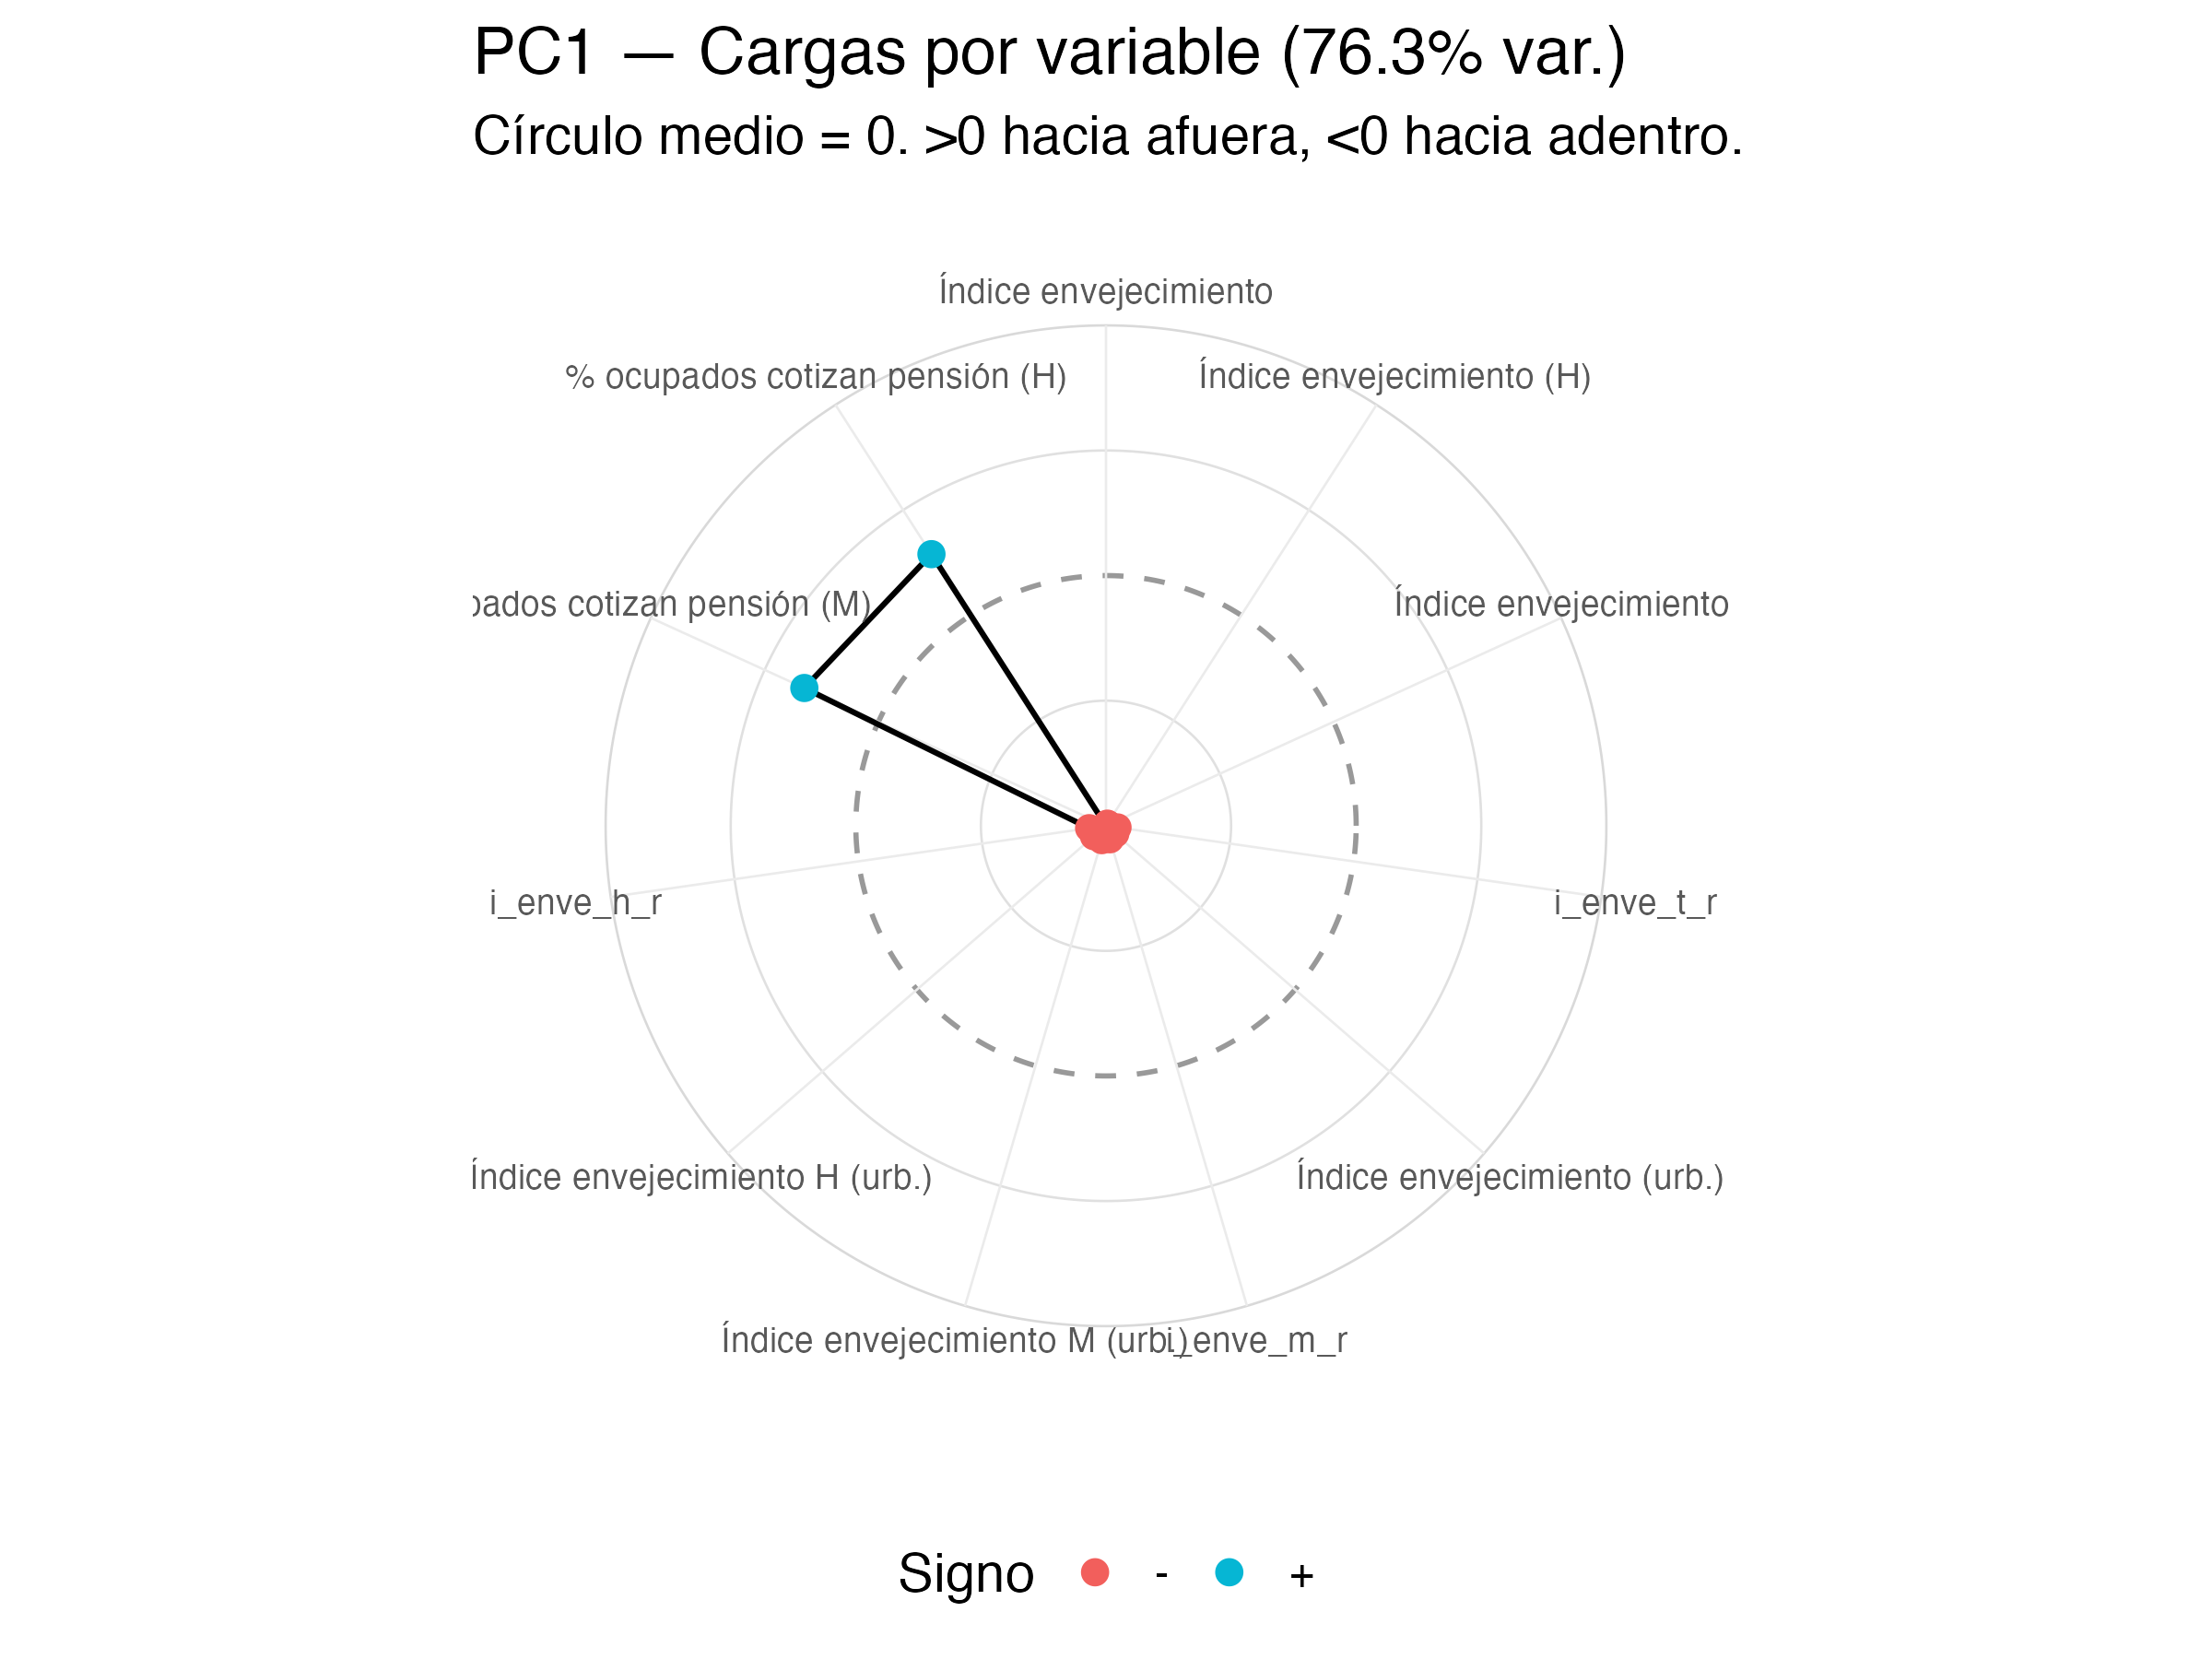 PC1 — Cargas por variable (76.3% var.)
Círculo medio = 0. >0 hacia afuera, <0 hacia adentro.
Índice envejecimiento
% ocupados cotizan pensión (H)
Índice envejecimiento (H)
pados cotizan pensión (M)
Índice envejecimiento
i_enve_h_r
i_enve_t_r
Índice envejecimiento H (urb.)
Índice envejecimiento (urb.)
Índice envejecimiento M (urb.)
i_enve_m_r
Signo - +